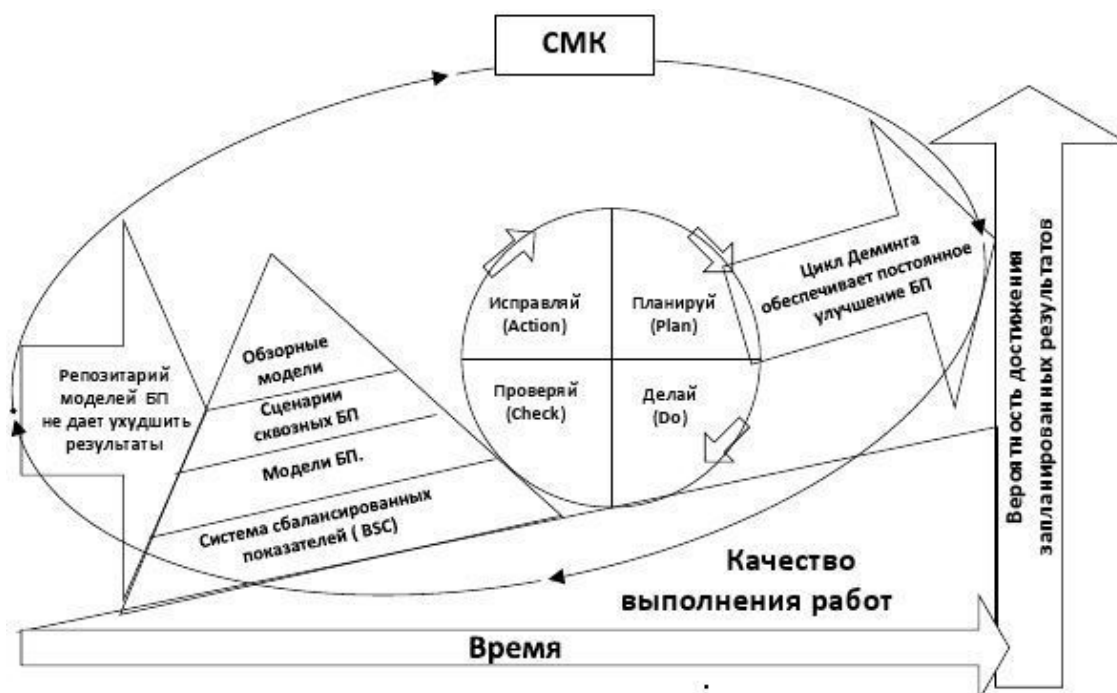 СМК
Репозитарий
моделей БП
не дает ухудшить
результаты
Обзорные
модели
Сценарии
сквозных БП
Модели БП.
Система сбалансированных
показателей ( BSC)
Исправляй
(Action)
Планируй
(Plan)
Проверяй
(Check)
Делай
(Do)
Цикл Деминга
обеспечивает постоянное
улучшение БП
Вероятность достижения
запланированных результатов
Качество
выполнения работ
Время
.